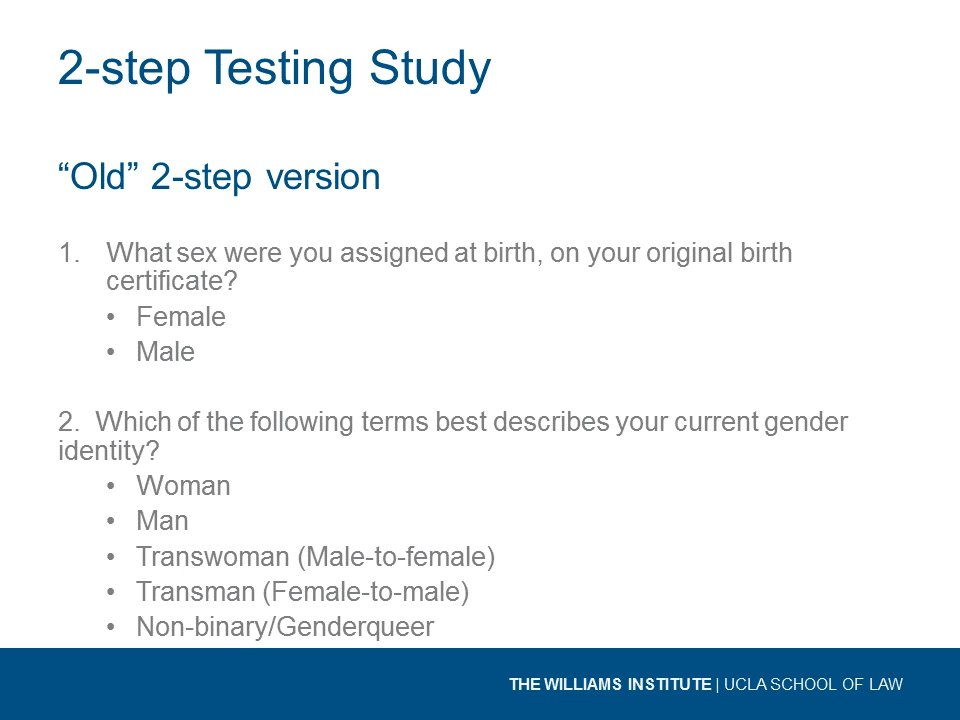 2-step Testing Study
“Old” 2-step version
1. What sex were you assigned at birth, on your original birth
certificate?
• Female
• Male
2. Which of the following terms best describes your current gender
identity?
• Woman
• Man
• Transwoman (Male-to-female)
• Transman (Female-to-male)
• Non-binary/Genderqueer
THE WILLIAMS INSTITUTE | UCLA SCHOOL OF LAW